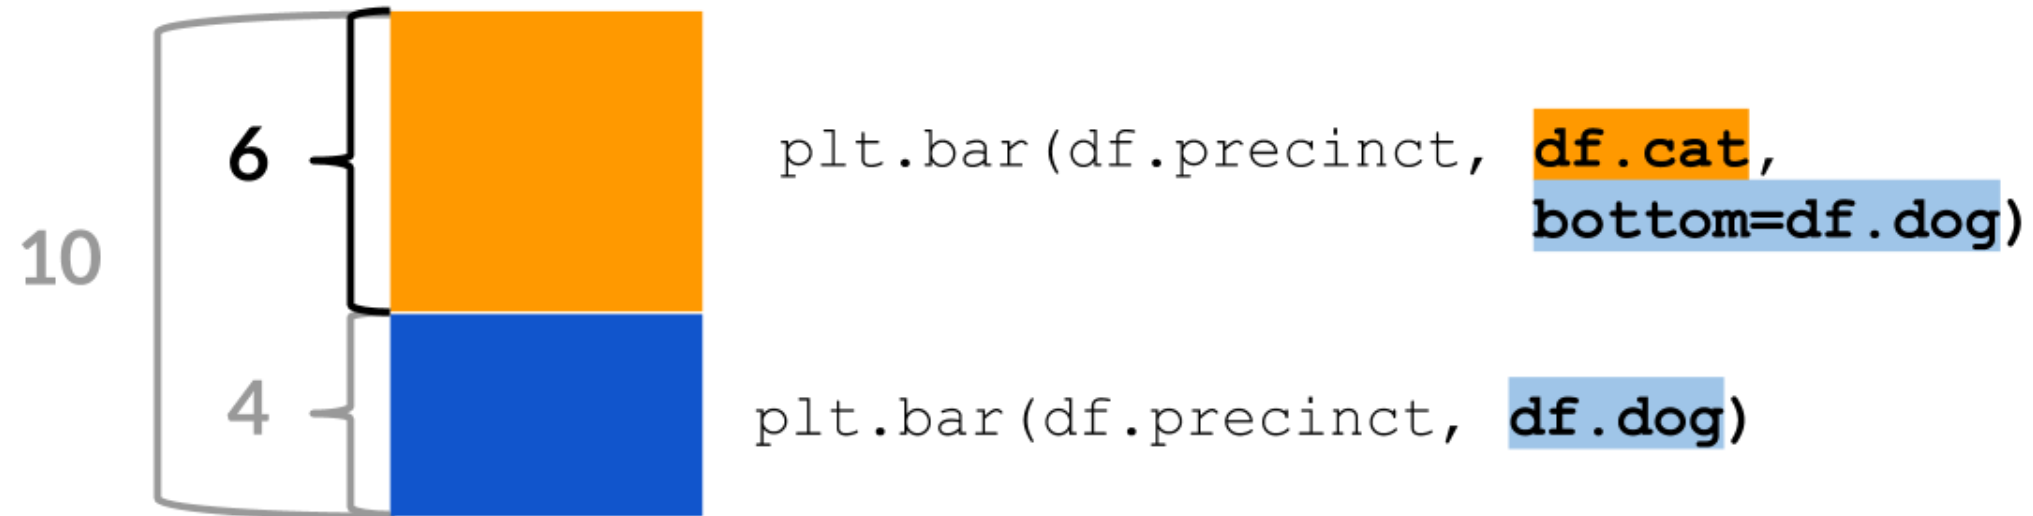 6
plt.bar(df.precinct, df.cat,
bottom=df.dog)
10
4
plt.bar(df.precinct, df.dog)